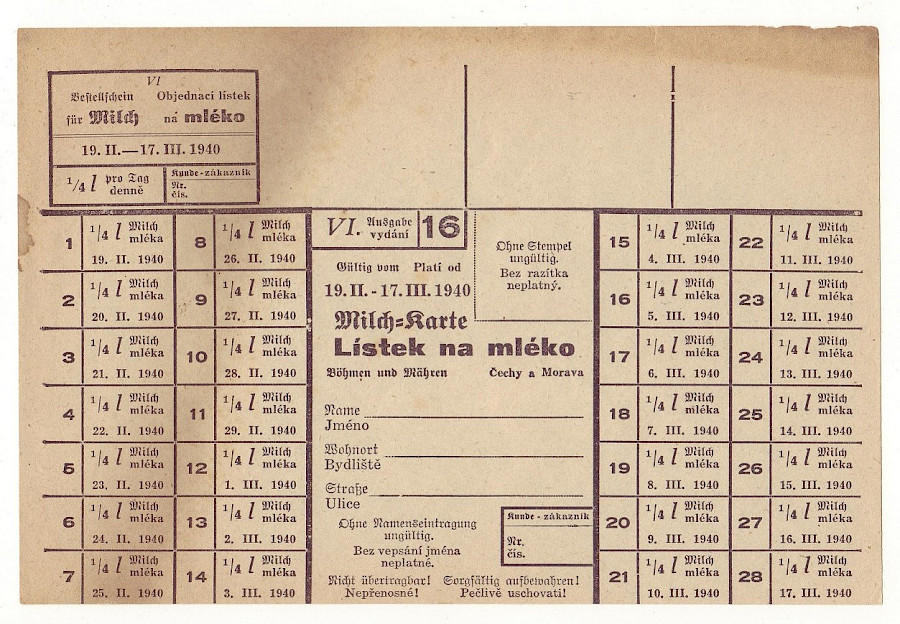 VI
Bestellschein Objednací lístek
für Milch ná mléko
19. II.—17. III. 1940
1/4 l pro Tag denně
Kunde-zákazník
Nr.
čís.
1 1/4 l Milch mléka 19. II. 1940
2 1/4 l Milch mléka 20. II. 1940
3 1/4 l Milch mléka 21. II. 1940
4 1/4 l Milch mléka 22. II. 1940
5 1/4 l Milch mléka 23. II. 1940
6 1/4 l Milch mléka 24. II. 1940
7 1/4 l Milch mléka 25. II. 1940
8 1/4 l Milch mléka 26. II. 1940
9 1/4 l Milch mléka 27. II. 1940
10 1/4 l Milch mléka 28. II. 1940
11 1/4 l Milch mléka 29. II. 1940
12 1/4 l Milch mléka 1. III. 1940
13 1/4 l Milch mléka 2. III. 1940
14 1/4 l Milch mléka 3. III. 1940
VI. Ausgabe vydání 16
Gültig vom Platí od
19. II. - 17. III. 1940
Ohne Stempel
ungültig.
Bez razítka
neplatný.
Milch=Karte
Lístek na mléko
Böhmen und Mähren Čechy a Morava
Name
Jméno
Wohnort
Bydliště
Straße
Ulice
Ohne Namenseintragung
ungültig.
Bez vepsání jména
neplatné.
Kunde - zákazník
Nr.
čís.
Nicht übertragbar! Sorgfältig aufbewahren!
Nepřenosné! Pečlivě uschovati!
15 1/4 l Milch mléka 4. III. 1940
16 1/4 l Milch mléka 5. III. 1940
17 1/4 l Milch mléka 6. III. 1940
18 1/4 l Milch mléka 7. III. 1940
19 1/4 l Milch mléka 8. III. 1940
20 1/4 l Milch mléka 9. III. 1940
21 1/4 l Milch mléka 10. III. 1940
22 1/4 l Milch mléka 11. III. 1940
23 1/4 l Milch mléka 12. III. 1940
24 1/4 l Milch mléka 13. III. 1940
25 1/4 l Milch mléka 14. III. 1940
26 1/4 l Milch mléka 15. III. 1940
27 1/4 l Milch mléka 16. III. 1940
28 1/4 l Milch mléka 17. III. 1940